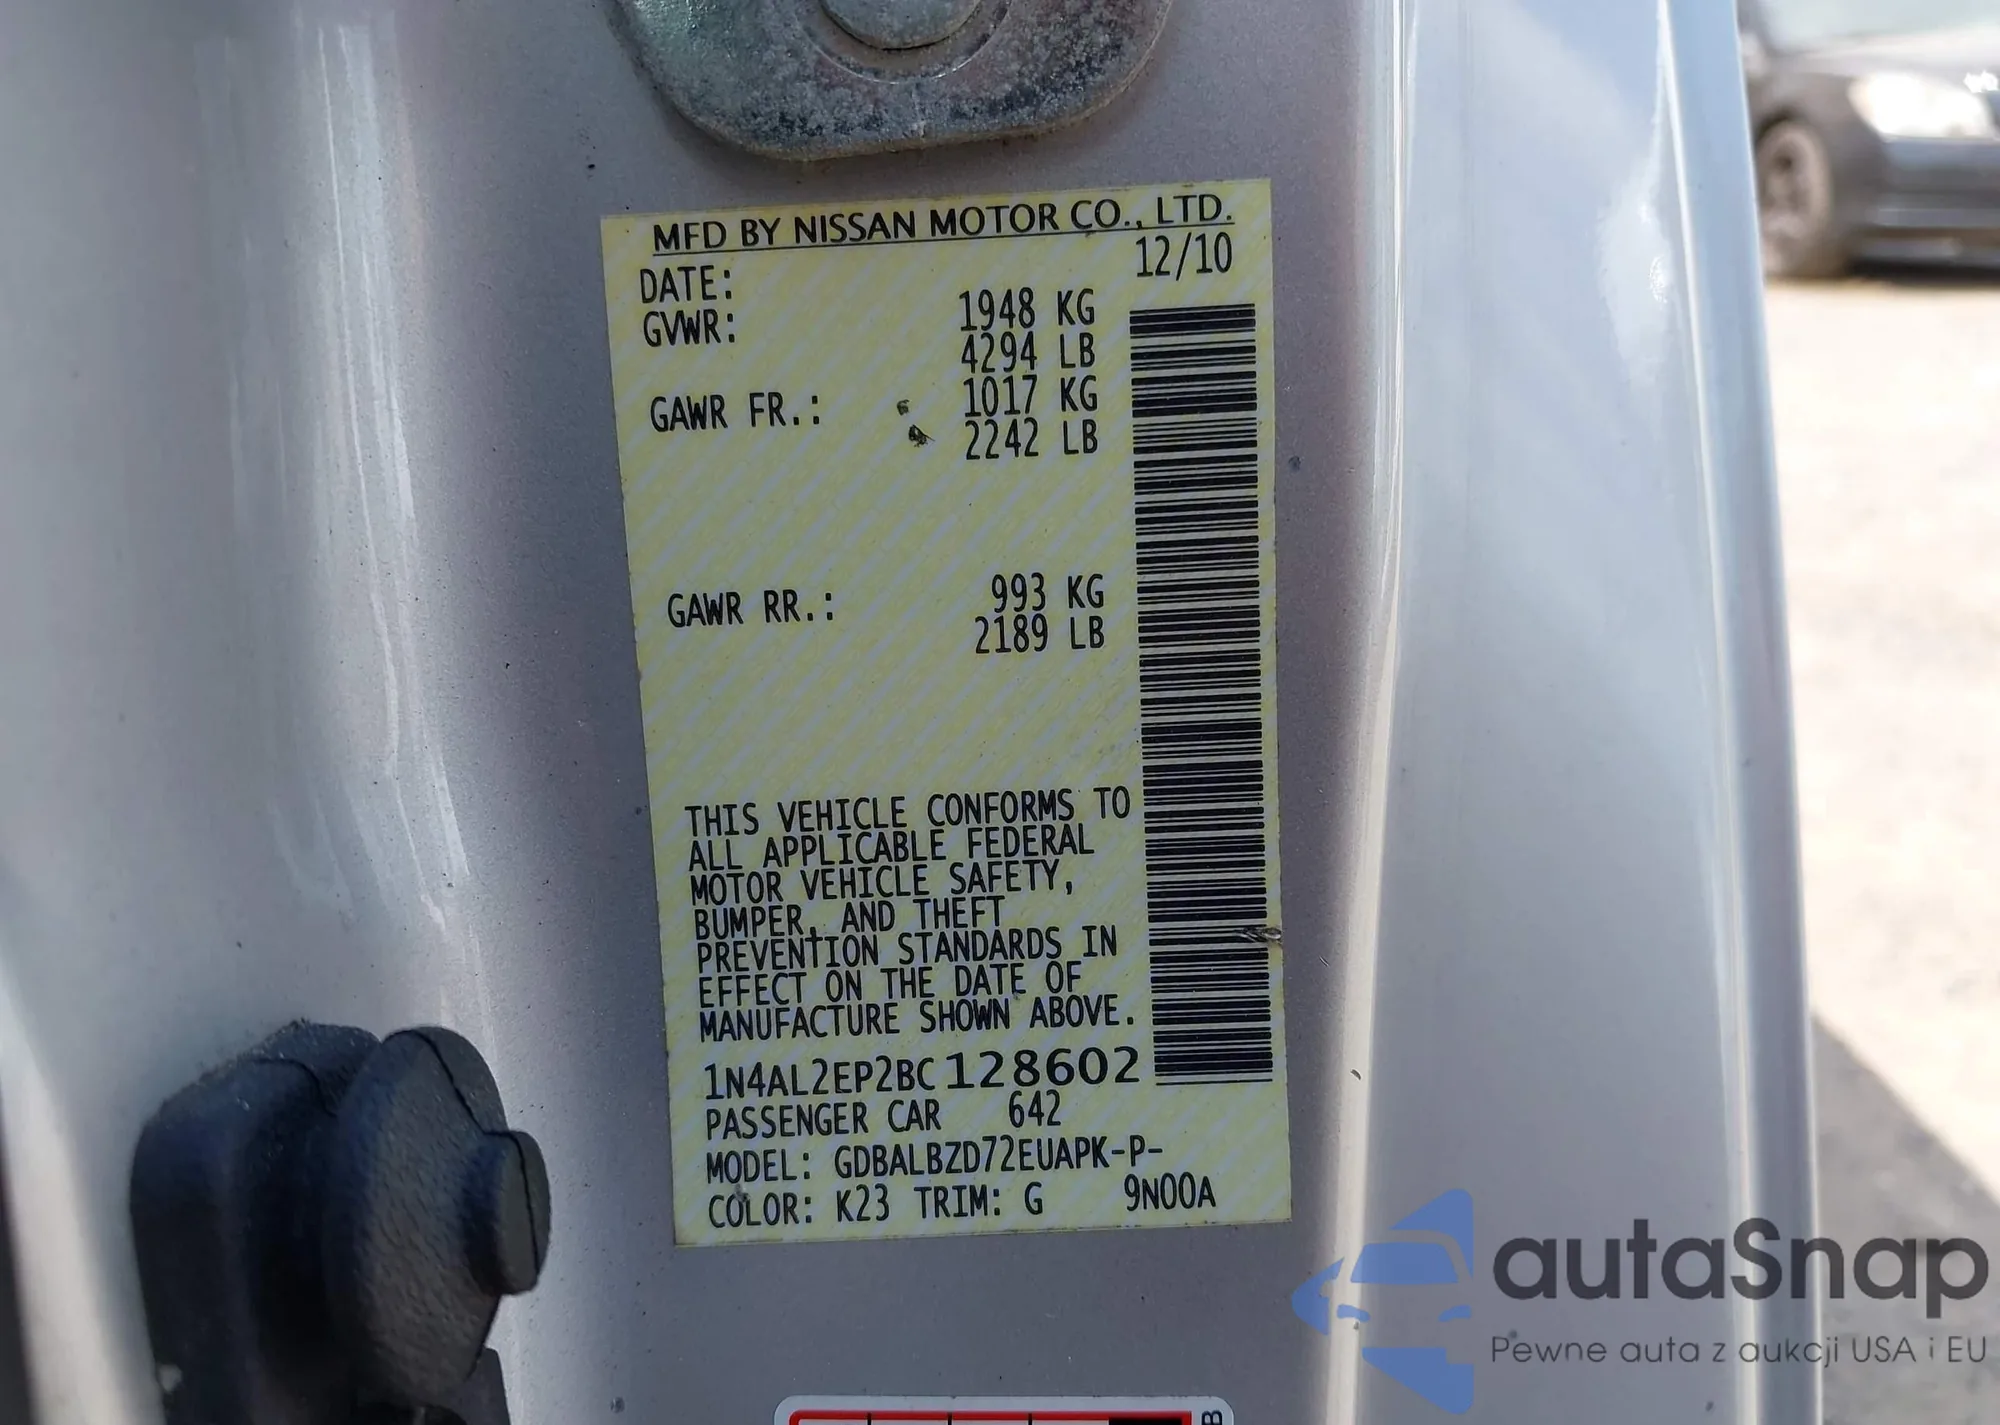 MFD BY NISSAN MOTOR CO., LTD.
DATE: 12/10
GVWR: 1948 KG
4294 LB
GAWR FR.: 1017 KG
2242 LB
GAWR RR.: 993 KG
2189 LB
THIS VEHICLE CONFORMS TO
ALL APPLICABLE FEDERAL
MOTOR VEHICLE SAFETY,
BUMPER, AND THEFT
PREVENTION STANDARDS IN
EFFECT ON THE DATE OF
MANUFACTURE SHOWN ABOVE.
1N4AL2EP2BC128602
PASSENGER CAR 642
MODEL: GDBALBZD72EUAPK-P-
COLOR: K23 TRIM: G 9N00A
B
autaSnap
Pewne auta z aukcji USA i EU